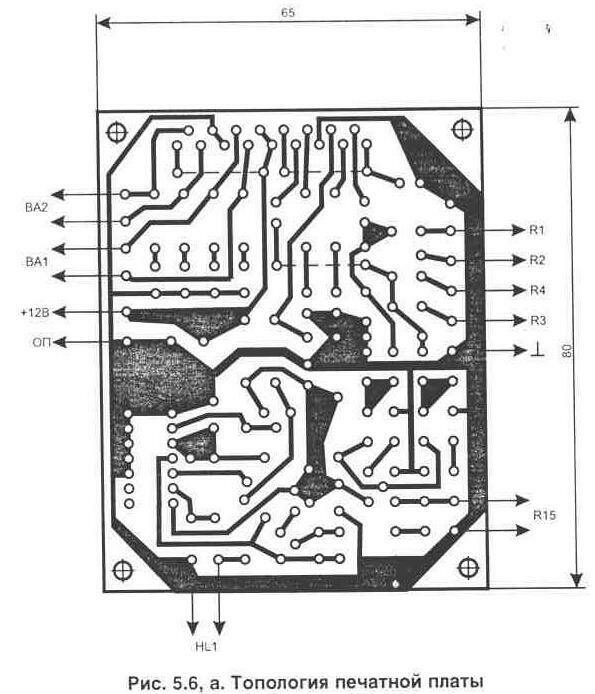 65
BA2
BA1
+12В
ОП
R1
R2
R4
R3
⊥
80
R15
HL1
Рис. 5.6, а. Топология печатной платы